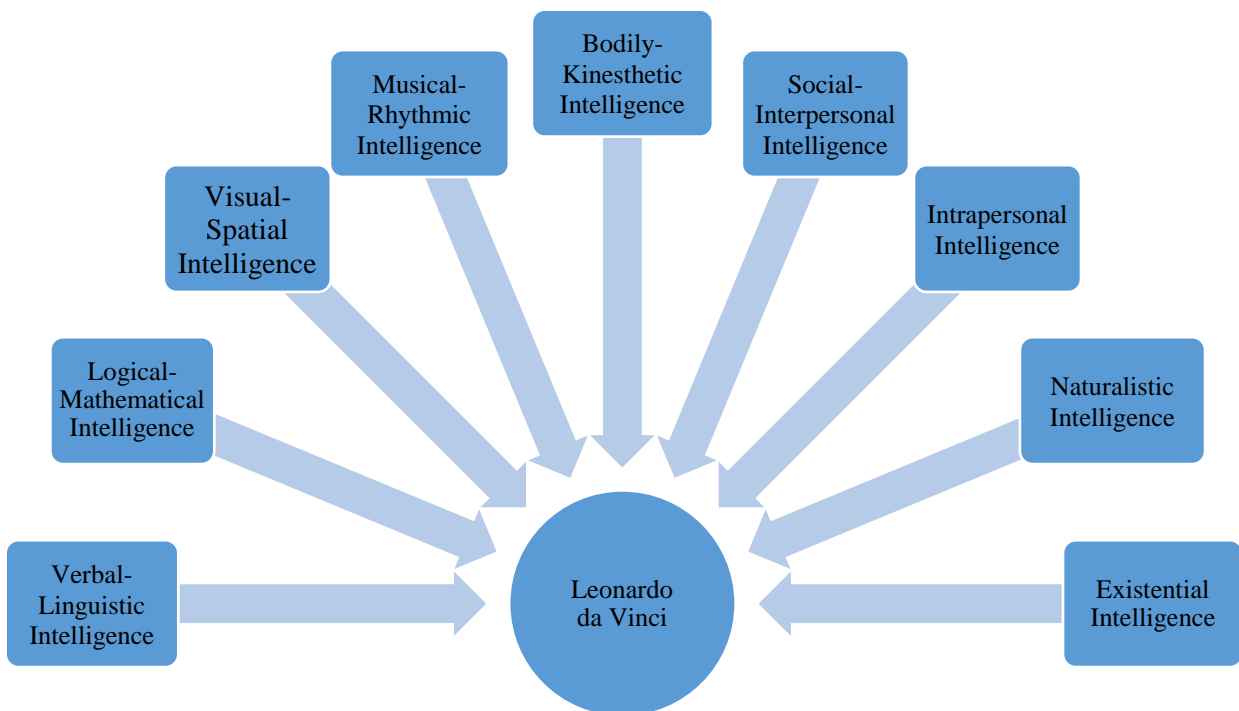 Bodily-
Kinesthetic
Intelligence
Musical-
Rhythmic
Intelligence
Social-
Interpersonal
Intelligence
Visual-
Spatial
Intelligence
Intrapersonal
Intelligence
Logical-
Mathematical
Intelligence
Naturalistic
Intelligence
Verbal-
Linguistic
Intelligence
Leonardo
da Vinci
Existential
Intelligence